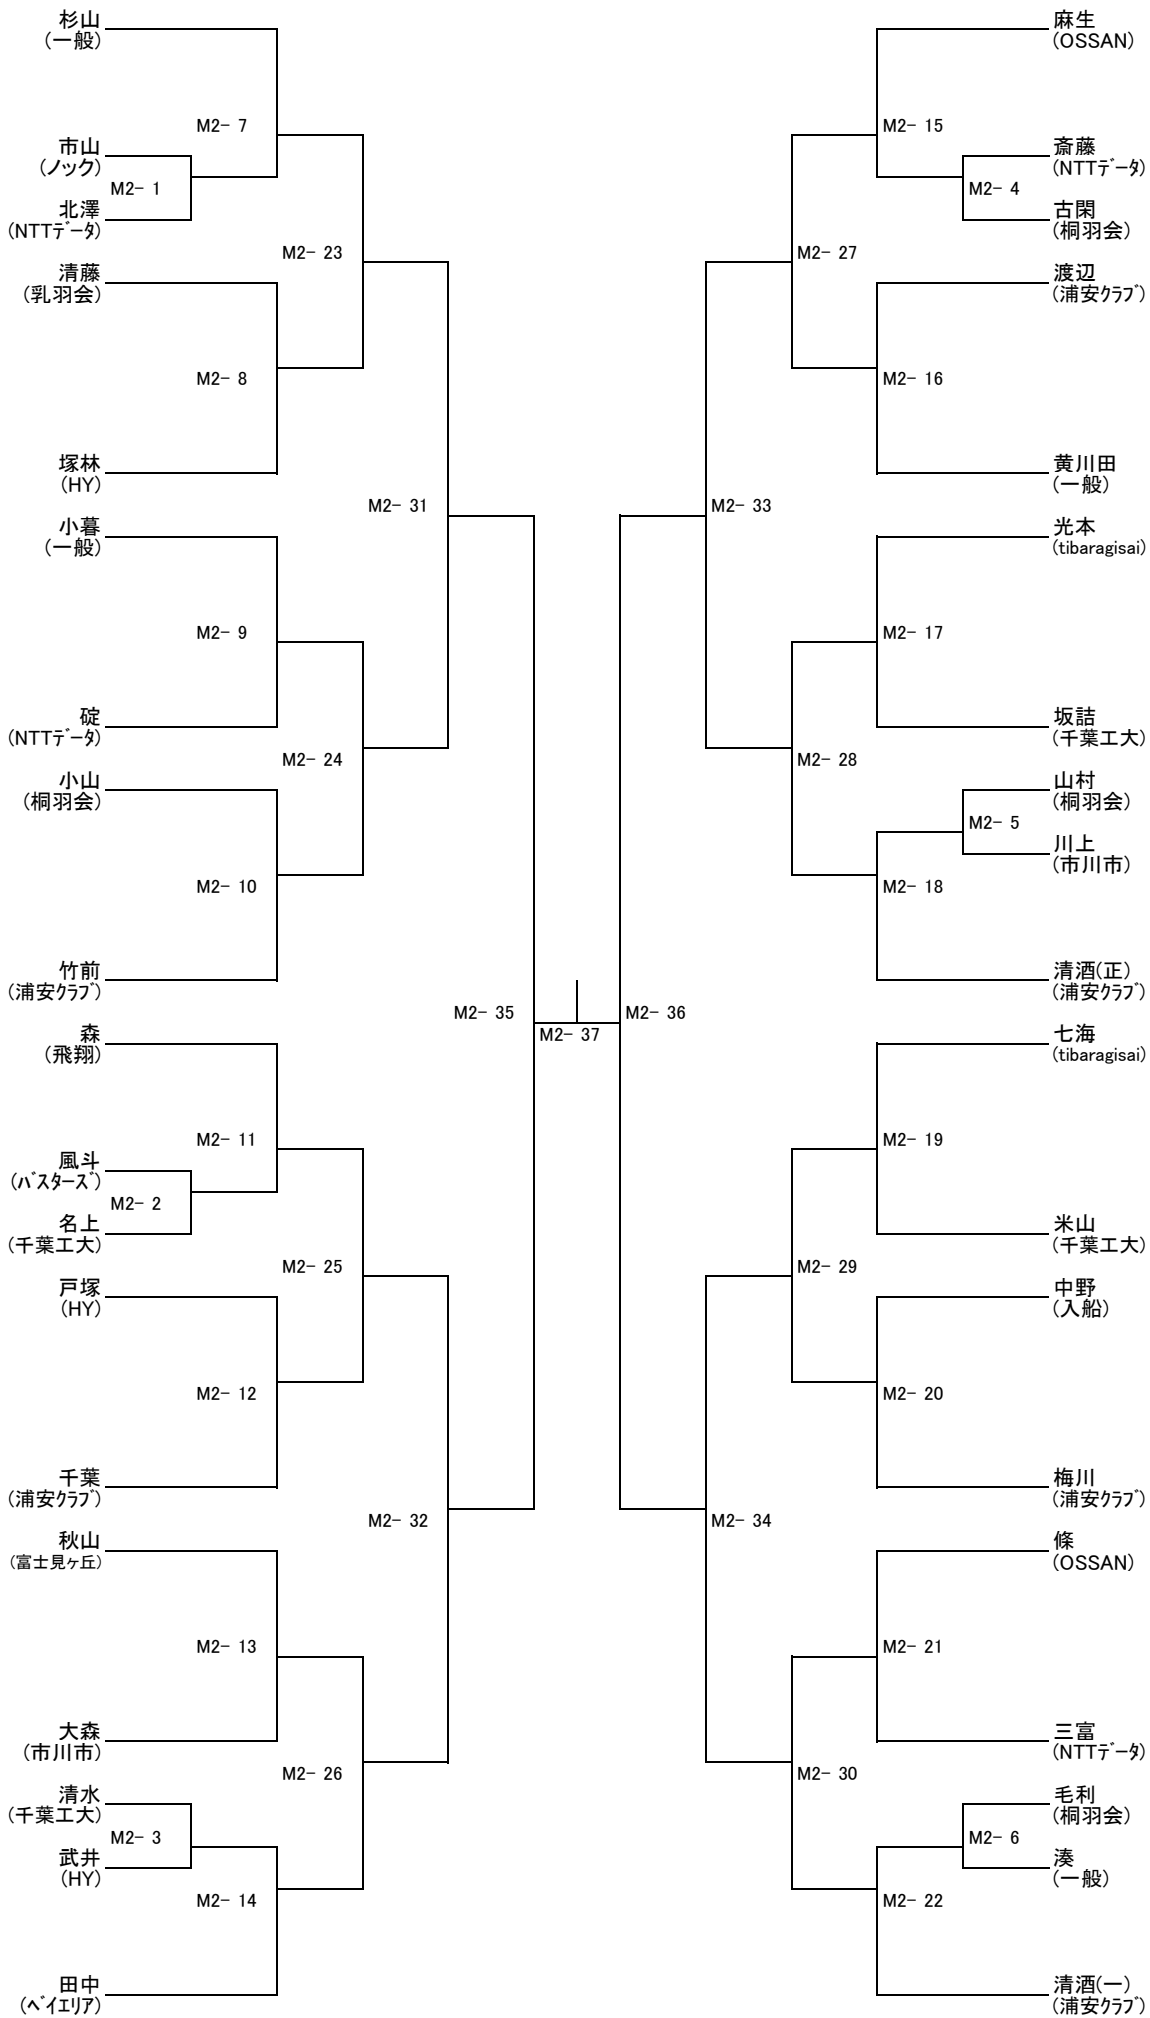 杉山
(一般)
M2- 7
市山
(ノック)
M2- 1
北澤
(NTTﾃﾞｰﾀ)
M2- 23
清藤
(乳羽会)
M2- 8
塚林
(HY)
M2- 31
小暮
(一般)
M2- 9
碇
(NTTﾃﾞｰﾀ)
M2- 24
小山
(桐羽会)
M2- 10
竹前
(浦安ｸﾗﾌﾞ)
M2- 35
森
(飛翔)
M2- 11
風斗
(ﾊﾞｽﾀｰｽﾞ)
M2- 2
名上
(千葉工大)
M2- 25
戸塚
(HY)
M2- 12
千葉
(浦安ｸﾗﾌﾞ)
M2- 32
秋山
(富士見ヶ丘)
M2- 13
大森
(市川市)
M2- 26
清水
(千葉工大)
M2- 3
武井
(HY)
M2- 14
田中
(ﾍﾞｲｴﾘｱ)
M2- 37
麻生
(OSSAN)
M2- 15
斎藤
(NTTﾃﾞｰﾀ)
M2- 4
古閑
(桐羽会)
M2- 27
渡辺
(浦安ｸﾗﾌﾞ)
M2- 16
黄川田
(一般)
M2- 33
光本
(tibaragisai)
M2- 17
坂詰
(千葉工大)
M2- 28
山村
(桐羽会)
M2- 5
川上
(市川市)
M2- 18
清酒(正)
(浦安ｸﾗﾌﾞ)
M2- 36
七海
(tibaragisai)
M2- 19
米山
(千葉工大)
M2- 29
中野
(入船)
M2- 20
梅川
(浦安ｸﾗﾌﾞ)
M2- 34
條
(OSSAN)
M2- 21
三富
(NTTﾃﾞｰﾀ)
M2- 30
毛利
(桐羽会)
M2- 6
湊
(一般)
M2- 22
清酒(一)
(浦安ｸﾗﾌﾞ)